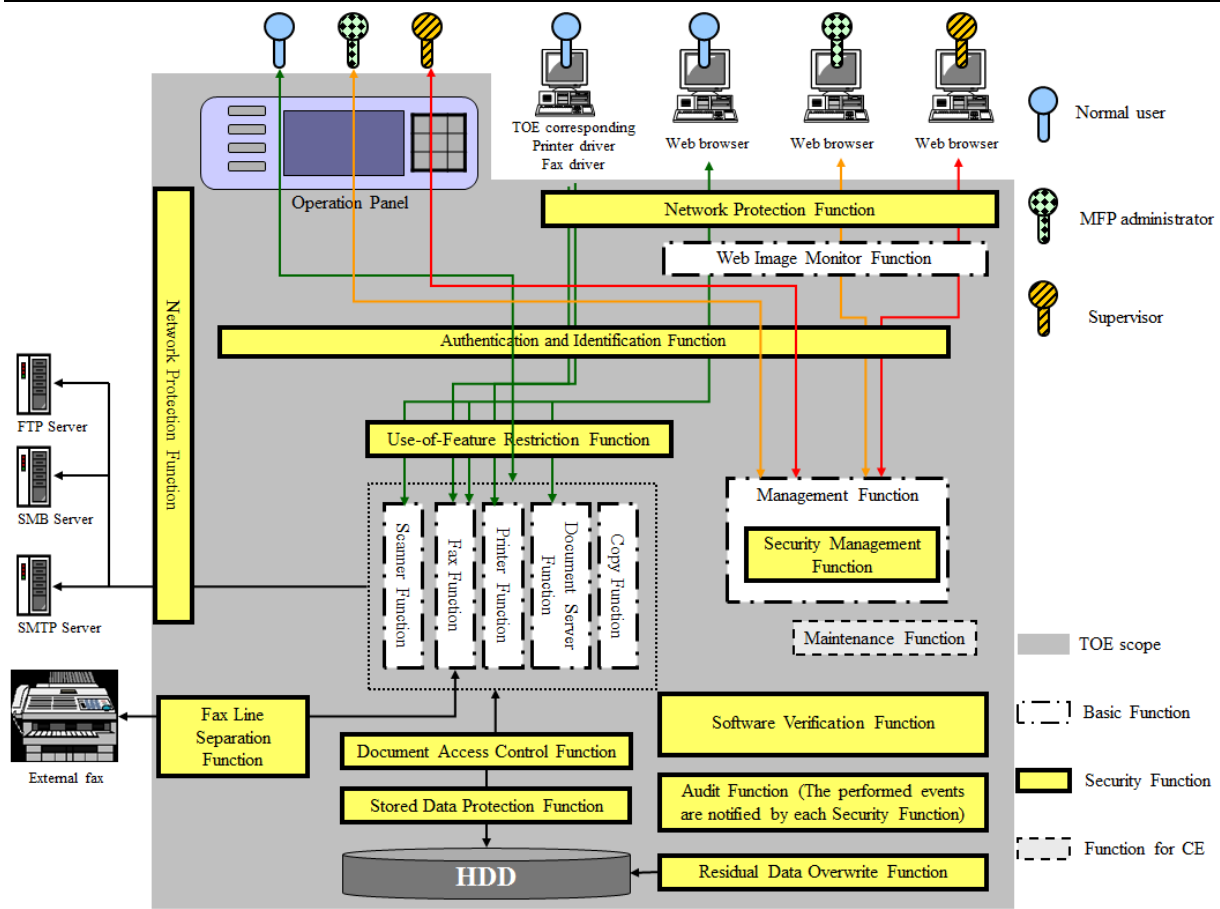 TOE corresponding
Printer driver
Fax driver
Web browser
Web browser
Web browser
Normal user
Operation Panel
Network Protection Function
MFP administrator
Web Image Monitor Function
Network Protection Function
Supervisor
Authentication and Identification Function
FTP Server
Use-of-Feature Restriction Function
SMB Server
Management Function
Security Management
Function
Scanner Function
Fax Function
Printer Function
Document Server
Function
Copy Function
SMTP Server
Maintenance Function
TOE scope
Fax Line
Separation
Function
Software Verification Function
Basic Function
Document Access Control Function
External fax
Stored Data Protection Function
Audit Function (The performed events
are notified by each Security Function)
Security Function
Function for CE
HDD
Residual Data Overwrite Function